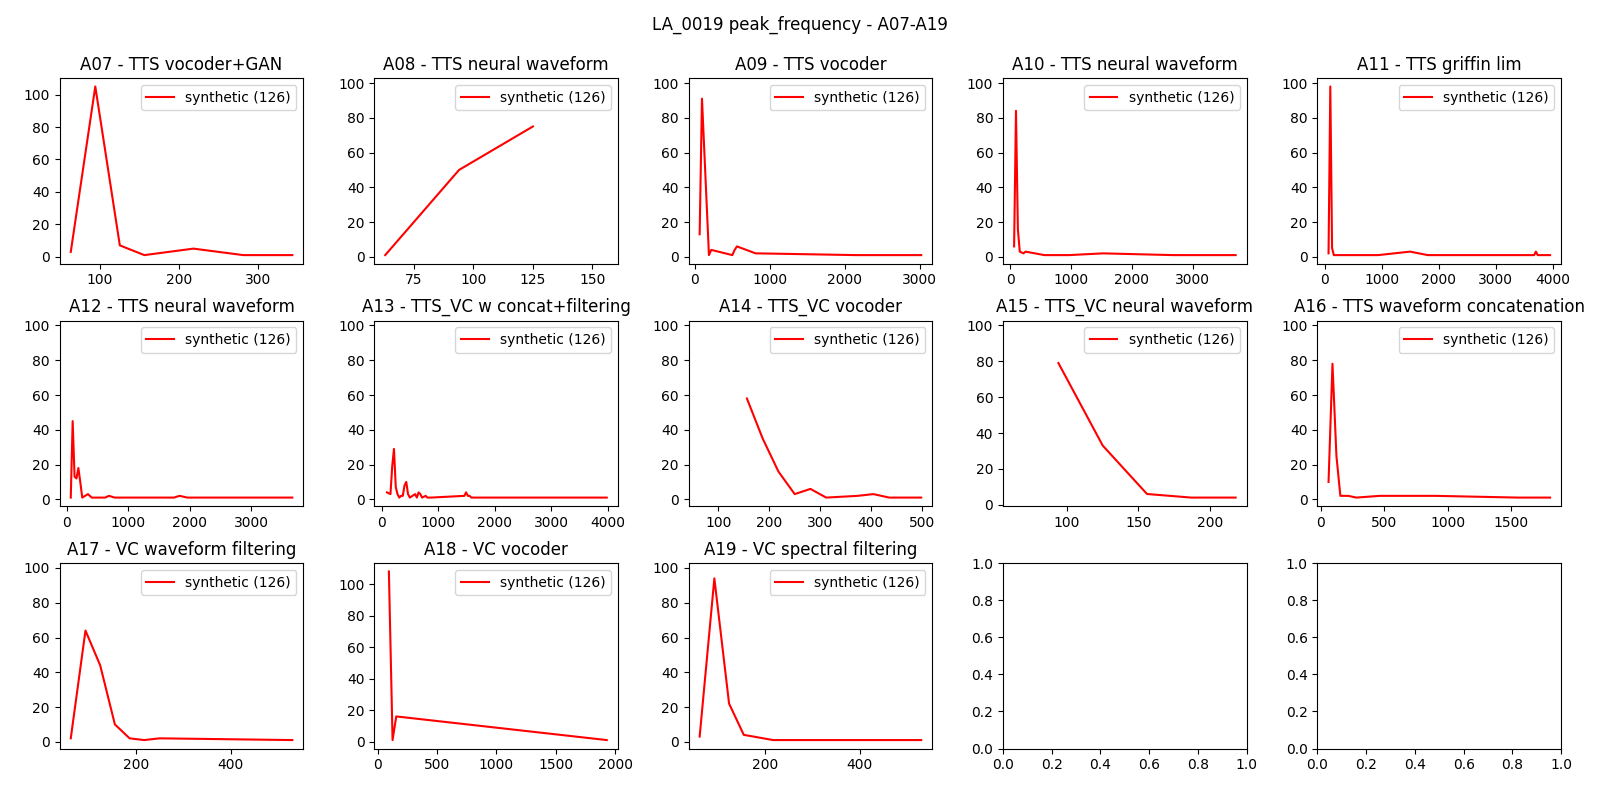 LA_0019 peak_frequency - A07-A19
A07 - TTS vocoder+GAN
synthetic (126)
100
80
60
40
20
0
100 200 300
A08 - TTS neural waveform
synthetic (126)
100
80
60
40
20
0
75 100 125 150
A09 - TTS vocoder
synthetic (126)
100
80
60
40
20
0
0 1000 2000 3000
A10 - TTS neural waveform
synthetic (126)
100
80
60
40
20
0
0 1000 2000 3000
A11 - TTS griffin lim
synthetic (126)
100
80
60
40
20
0
0 1000 2000 3000 4000
A12 - TTS neural waveform
synthetic (126)
100
80
60
40
20
0
0 1000 2000 3000
A13 - TTS_VC w concat+filtering
synthetic (126)
100
80
60
40
20
0
0 1000 2000 3000 4000
A14 - TTS_VC vocoder
synthetic (126)
100
80
60
40
20
0
100 200 300 400 500
A15 - TTS_VC neural waveform
synthetic (126)
100
80
60
40
20
0
100 150 200
A16 - TTS waveform concatenation
synthetic (126)
100
80
60
40
20
0
0 500 1000 1500
A17 - VC waveform filtering
synthetic (126)
100
80
60
40
20
0
200 400
A18 - VC vocoder
synthetic (126)
100
80
60
40
20
0
0 500 1000 1500 2000
A19 - VC spectral filtering
synthetic (126)
100
80
60
40
20
0
200 400
1.0
0.8
0.6
0.4
0.2
0.0
0.0 0.2 0.4 0.6 0.8 1.0
1.0
0.8
0.6
0.4
0.2
0.0
0.0 0.2 0.4 0.6 0.8 1.0